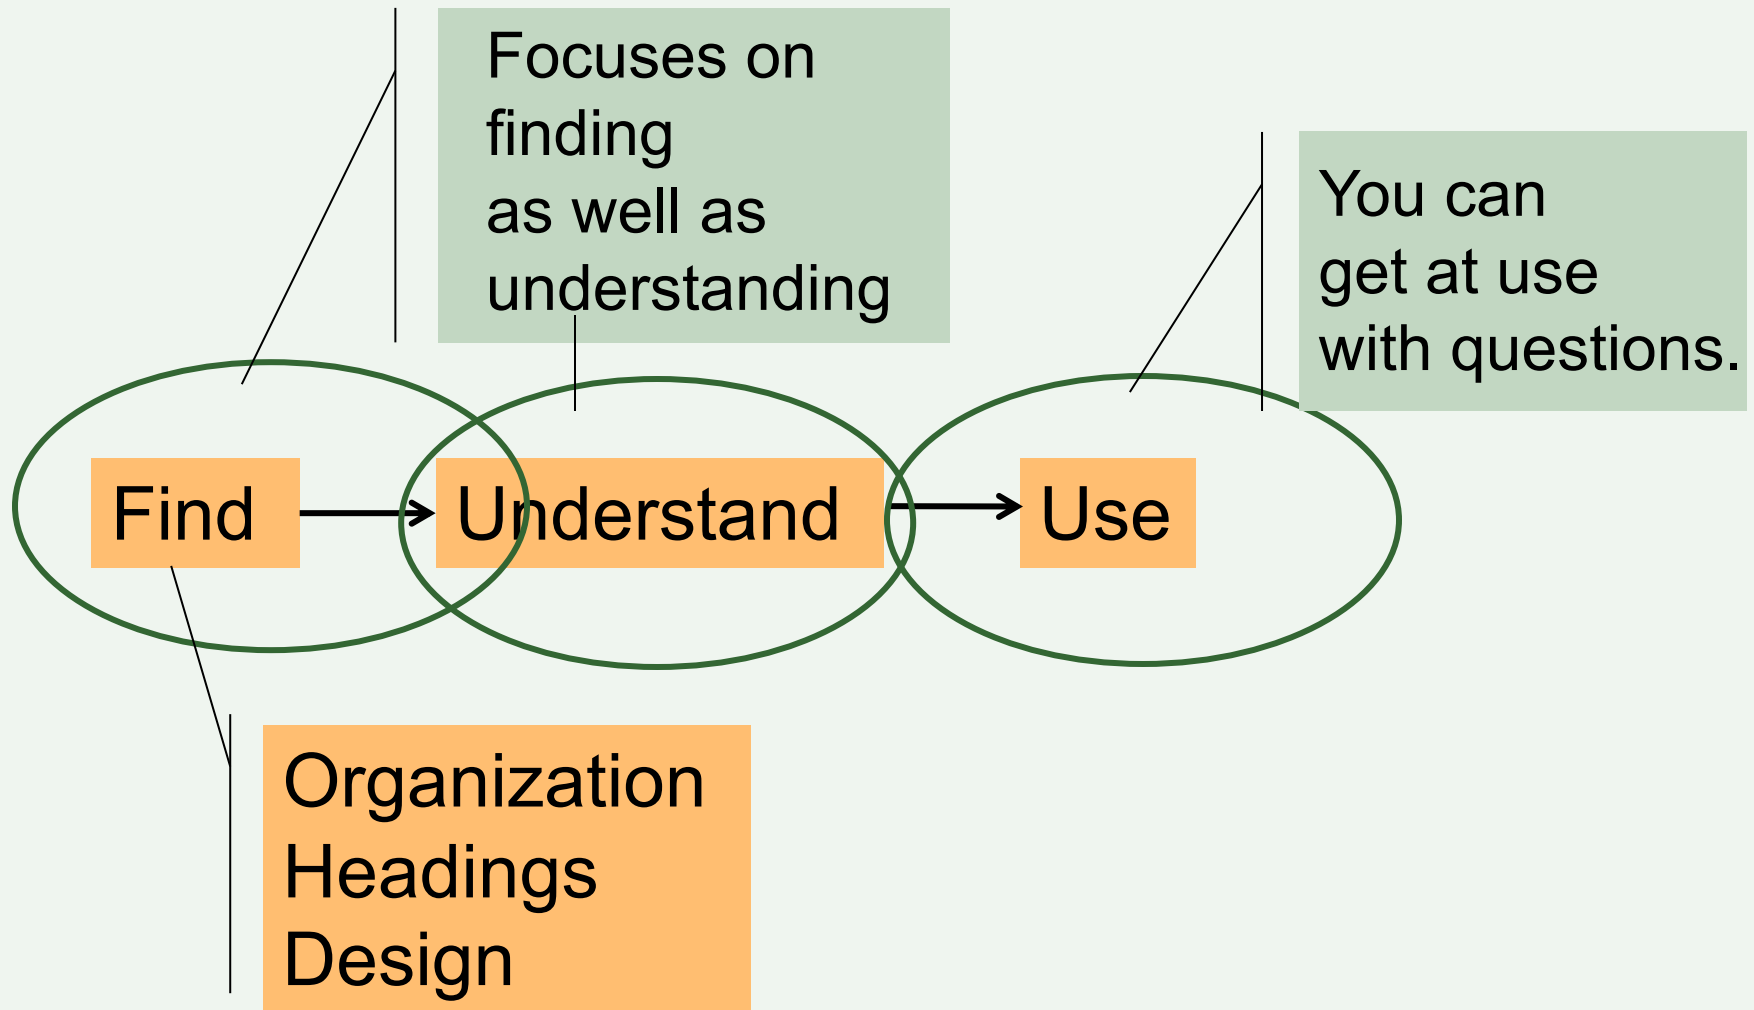 Focuses on
finding
as well as
understanding
You can
get at use
with questions.
Find
Understand
Use
Organization
Headings
Design